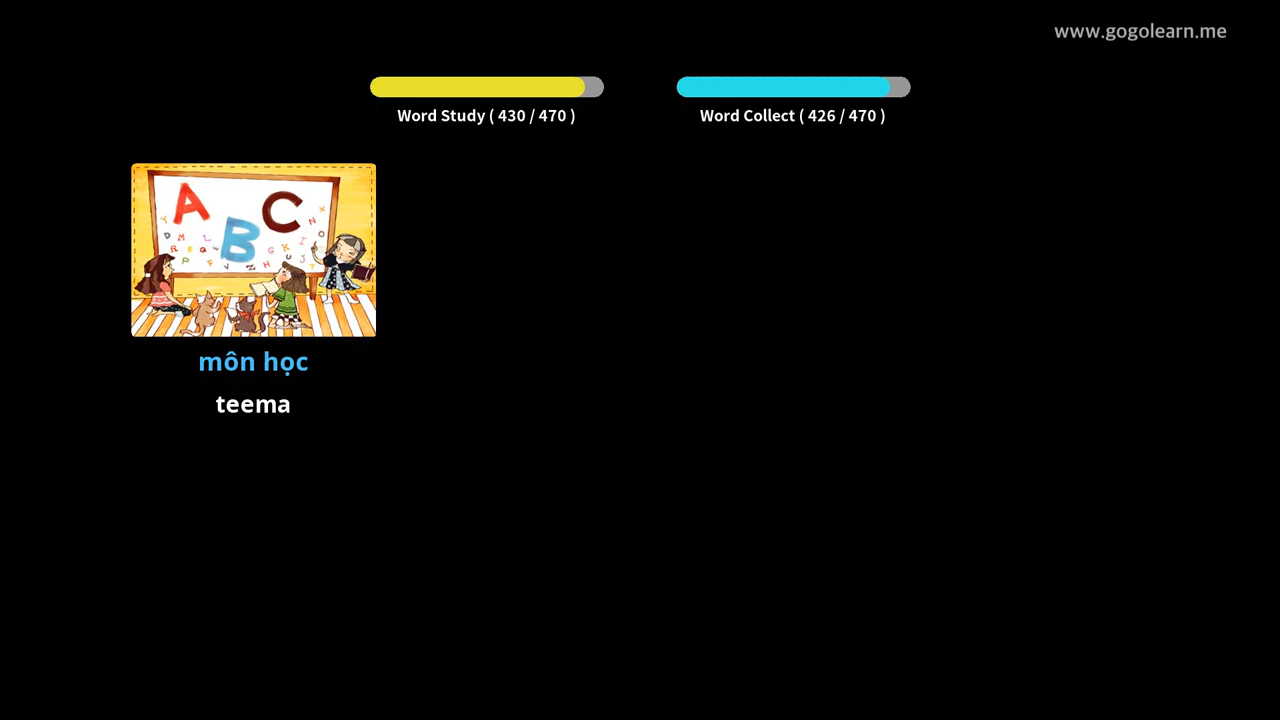 www.gogolearn.me
Word Study ( 430 / 470 )
Word Collect ( 426 / 470 )
A B C
môn học
teema